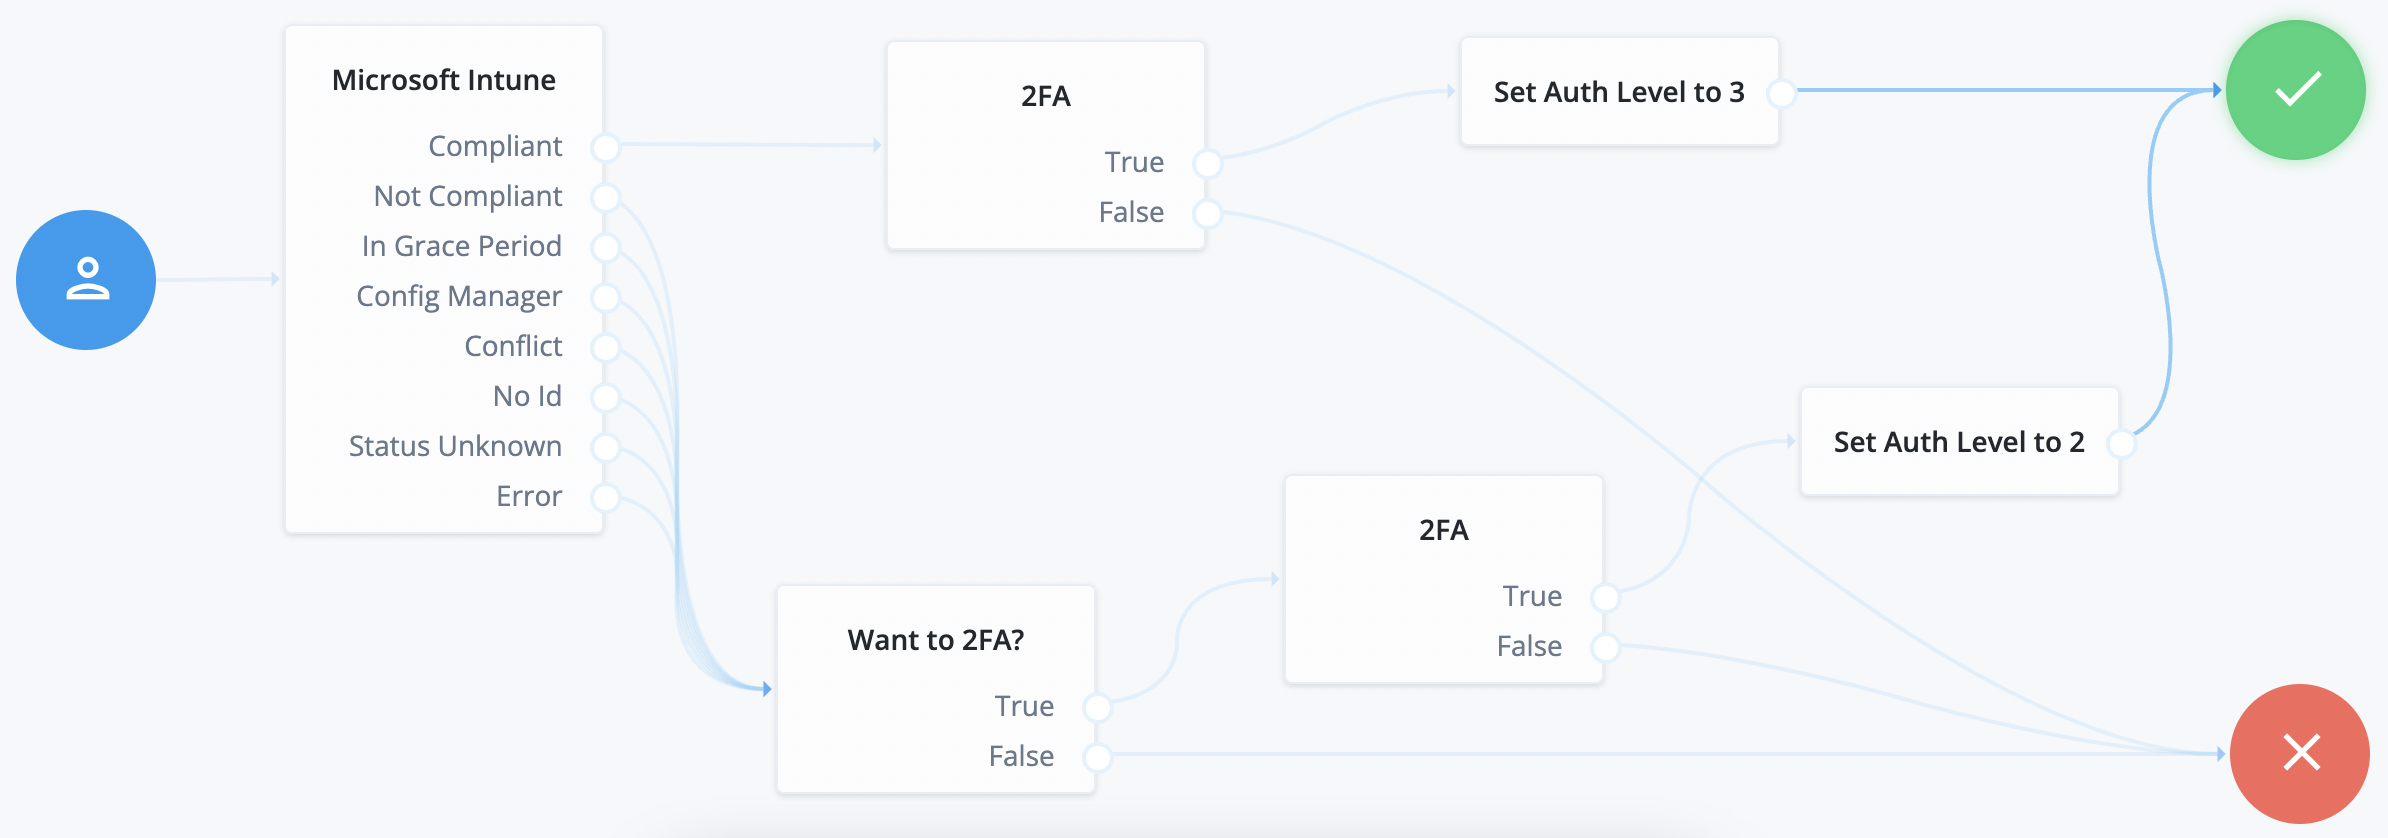 Microsoft Intune
Compliant
Not Compliant
In Grace Period
Config Manager
Conflict
No Id
Status Unknown
Error
2FA
True
False
Set Auth Level to 3
Want to 2FA?
True
False
2FA
True
False
Set Auth Level to 2